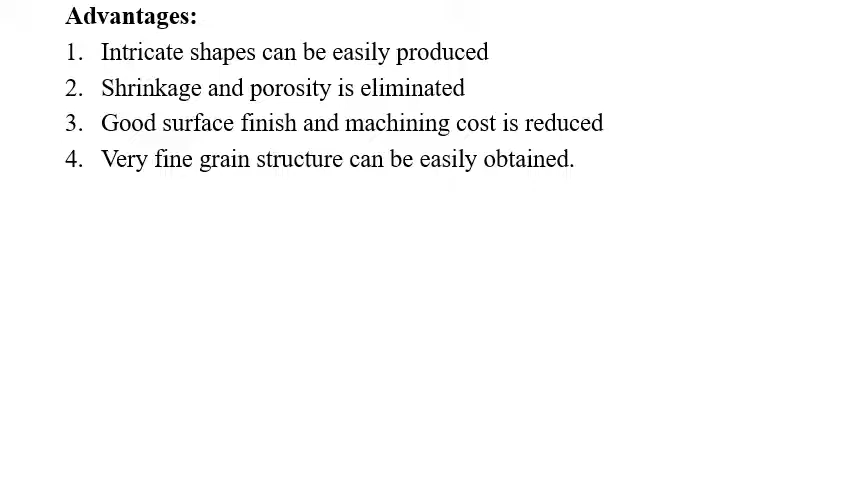 Advantages:
1. Intricate shapes can be easily produced
2. Shrinkage and porosity is eliminated
3. Good surface finish and machining cost is reduced
4. Very fine grain structure can be easily obtained.